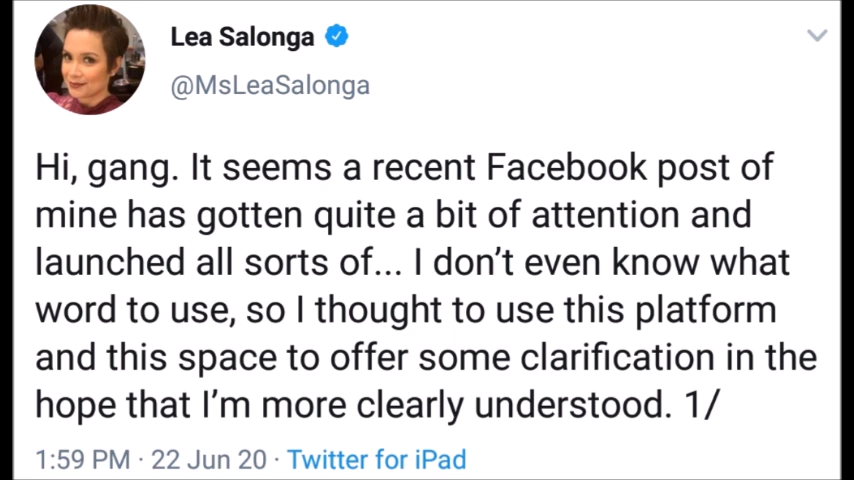 Lea Salonga
@MsLeaSalonga
Hi, gang. It seems a recent Facebook post of
mine has gotten quite a bit of attention and
launched all sorts of... I don’t even know what
word to use, so I thought to use this platform
and this space to offer some clarification in the
hope that I’m more clearly understood. 1/
1:59 PM · 22 Jun 20 · Twitter for iPad